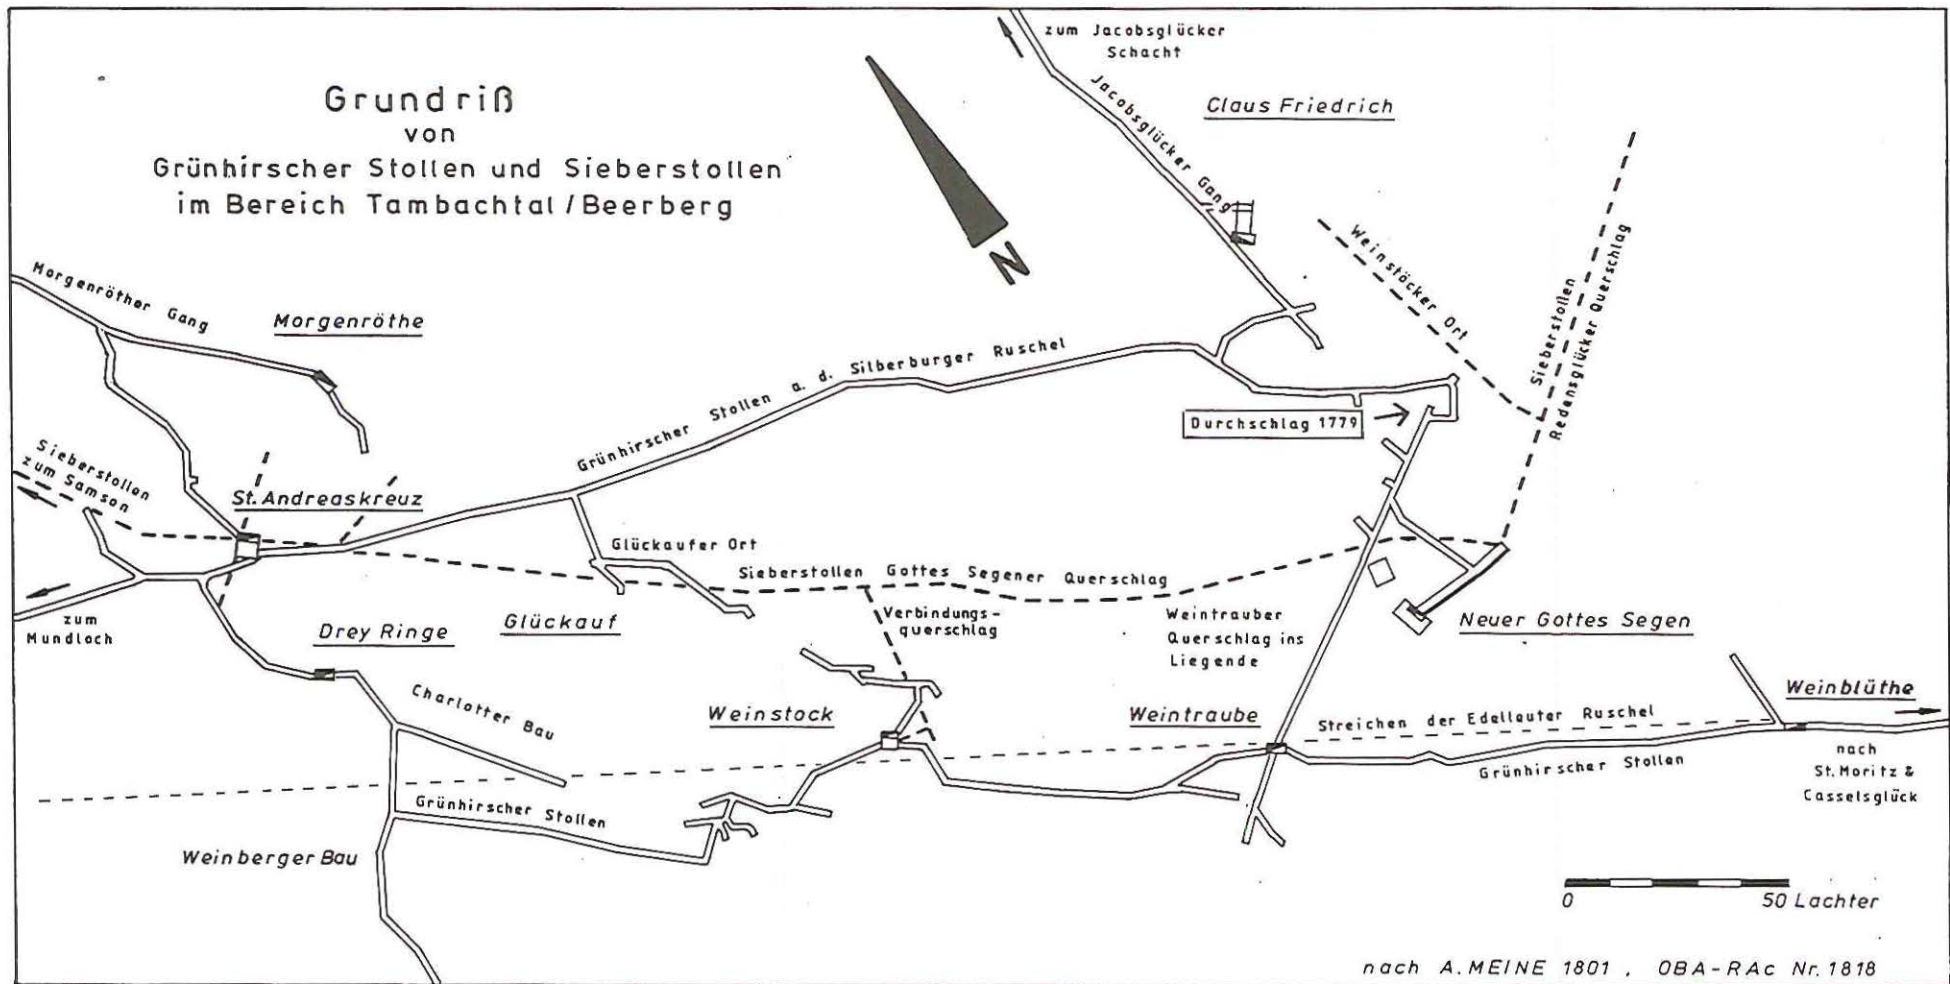 Grundriß
von
Grünhirscher Stollen und Sieberstollen
im Bereich Tambachtal / Beerberg
zum Jacobsglücker
Schacht
Jacobsglücker Gang
Claus Friedrich
N
Weinstöcker Ort
Sieberstollen
Redensglücker Querschlag
Morgenröther Gang
Morgenröthe
Grünhirscher Stollen a. d. Silberburger Ruschel
Durchschlag 1779
Sieberstollen
zum Samson
St. Andreaskreuz
Glückaufer Ort
Sieberstollen Gottes Segener Querschlag
zum
Mundloch
Drey Ringe
Glückauf
Verbindungs-
querschlag
Weintrauber
Querschlag ins
Liegende
Neuer Gottes Segen
Charlotter Bau
Weinstock
Weintraube
Streichen der Edelleuter Ruschel
Weinblüthe
Grünhirscher Stollen
nach
St. Moritz &
Casselsglück
Grünhirscher Stollen
Weinberger Bau
0 50 Lachter
nach A. MEINE 1801 , OBA-RAc Nr. 1818